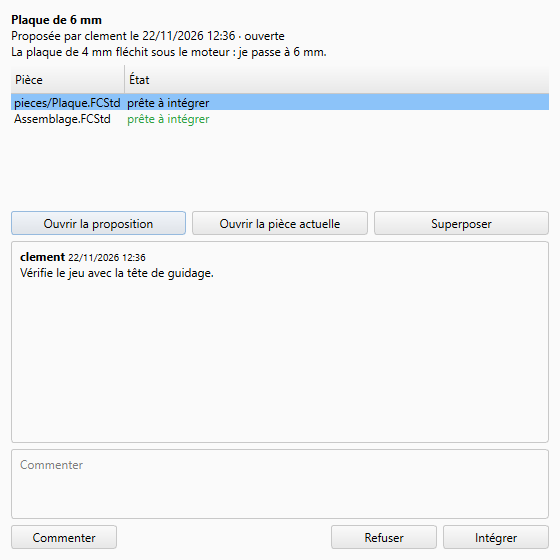 Plaque de 6 mm
Proposée par clement le 22/11/2026 12:36 · ouverte
La plaque de 4 mm fléchit sous le moteur : je passe à 6 mm.
Pièce État
pieces/Plaque.FCStd prête à intégrer
Assemblage.FCStd prête à intégrer
Ouvrir la proposition Ouvrir la pièce actuelle Superposer
clement 22/11/2026 12:36
Vérifie le jeu avec la tête de guidage.
Commenter
Commenter Refuser Intégrer